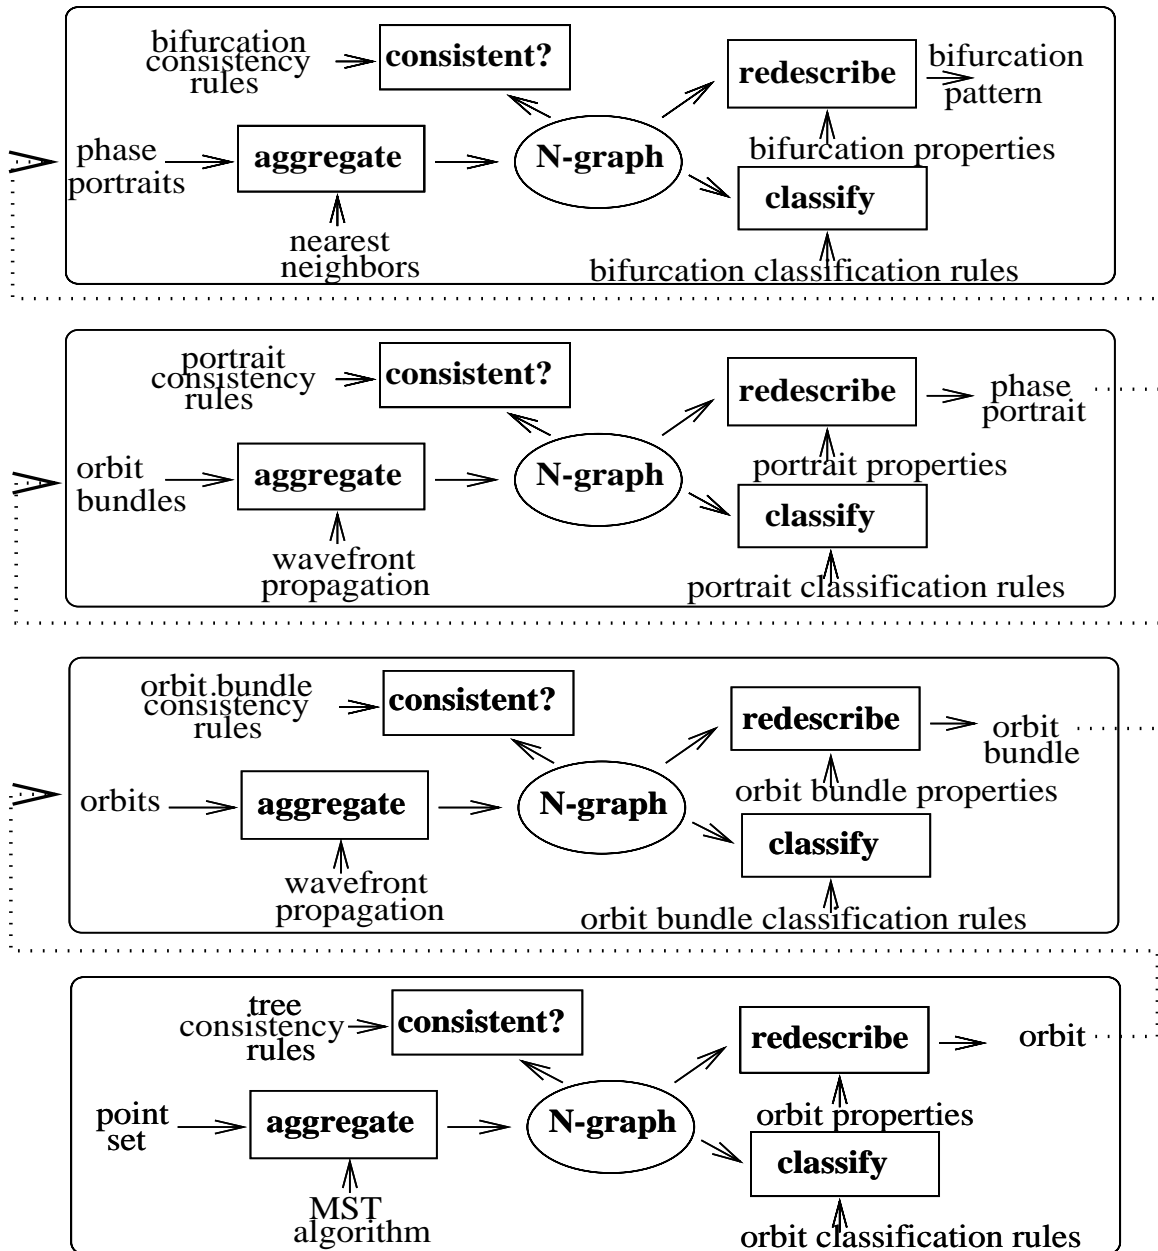 bifurcation
consistency
rules
consistent?
redescribe
bifurcation
pattern
phase
portraits
aggregate
N-graph
bifurcation properties
classify
nearest
neighbors
bifurcation classification rules
portrait
consistency
rules
consistent?
redescribe
phase
portrait
orbit
bundles
aggregate
N-graph
portrait properties
classify
wavefront
propagation
portrait classification rules
orbit bundle
consistency
rules
consistent?
redescribe
orbit
bundle
orbits
aggregate
N-graph
orbit bundle properties
classify
wavefront
propagation
orbit bundle classification rules
tree
consistency
rules
consistent?
redescribe
orbit
point
set
aggregate
N-graph
orbit properties
classify
MST
algorithm
orbit classification rules